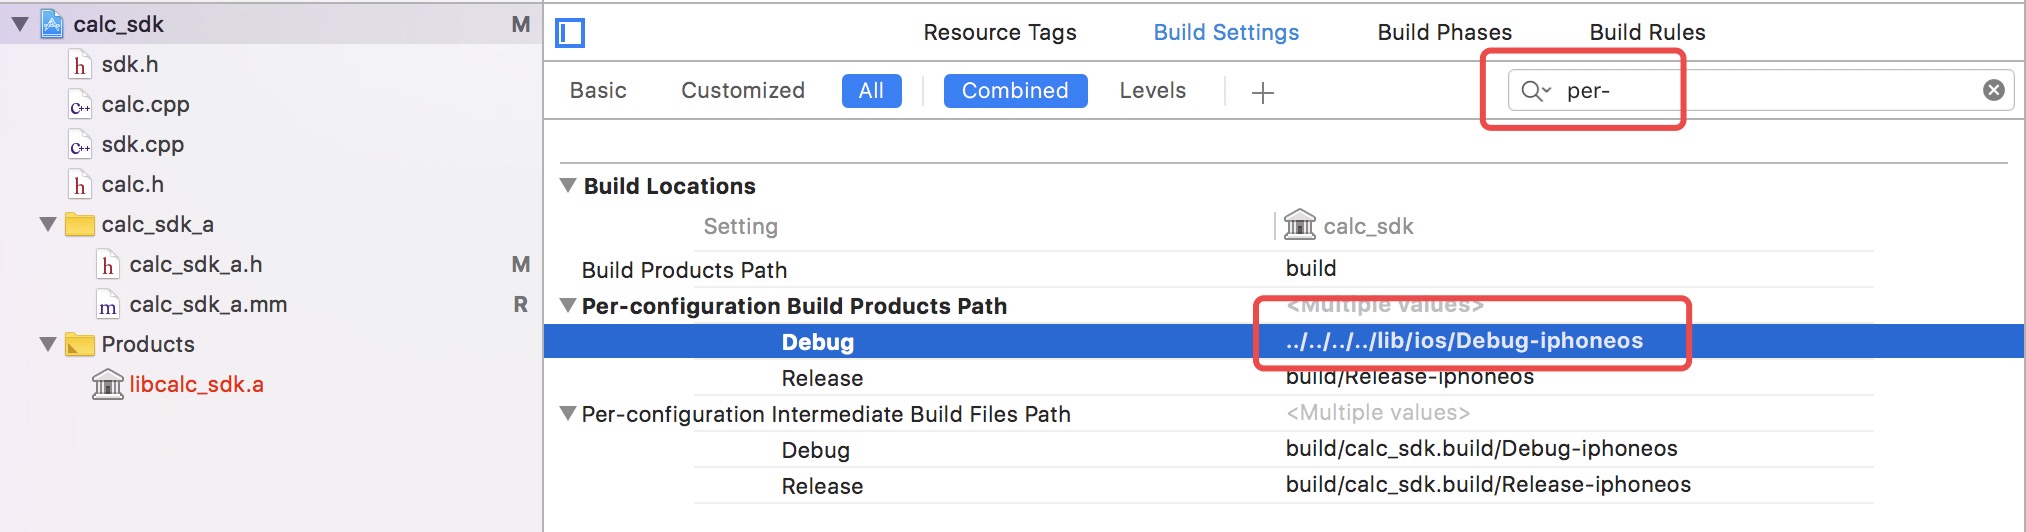 calc_sdk M
sdk.h
calc.cpp
sdk.cpp
calc.h
calc_sdk_a
calc_sdk_a.h M
calc_sdk_a.mm R
Products
libcalc_sdk.a
Resource Tags Build Settings Build Phases Build Rules
Basic Customized All Combined Levels + per-
Build Locations
Setting calc_sdk
Build Products Path build
Per-configuration Build Products Path <Multiple values>
Debug ../../../../lib/ios/Debug-iphoneos
Release build/Release-iphoneos
Per-configuration Intermediate Build Files Path <Multiple values>
Debug build/calc_sdk.build/Debug-iphoneos
Release build/calc_sdk.build/Release-iphoneos